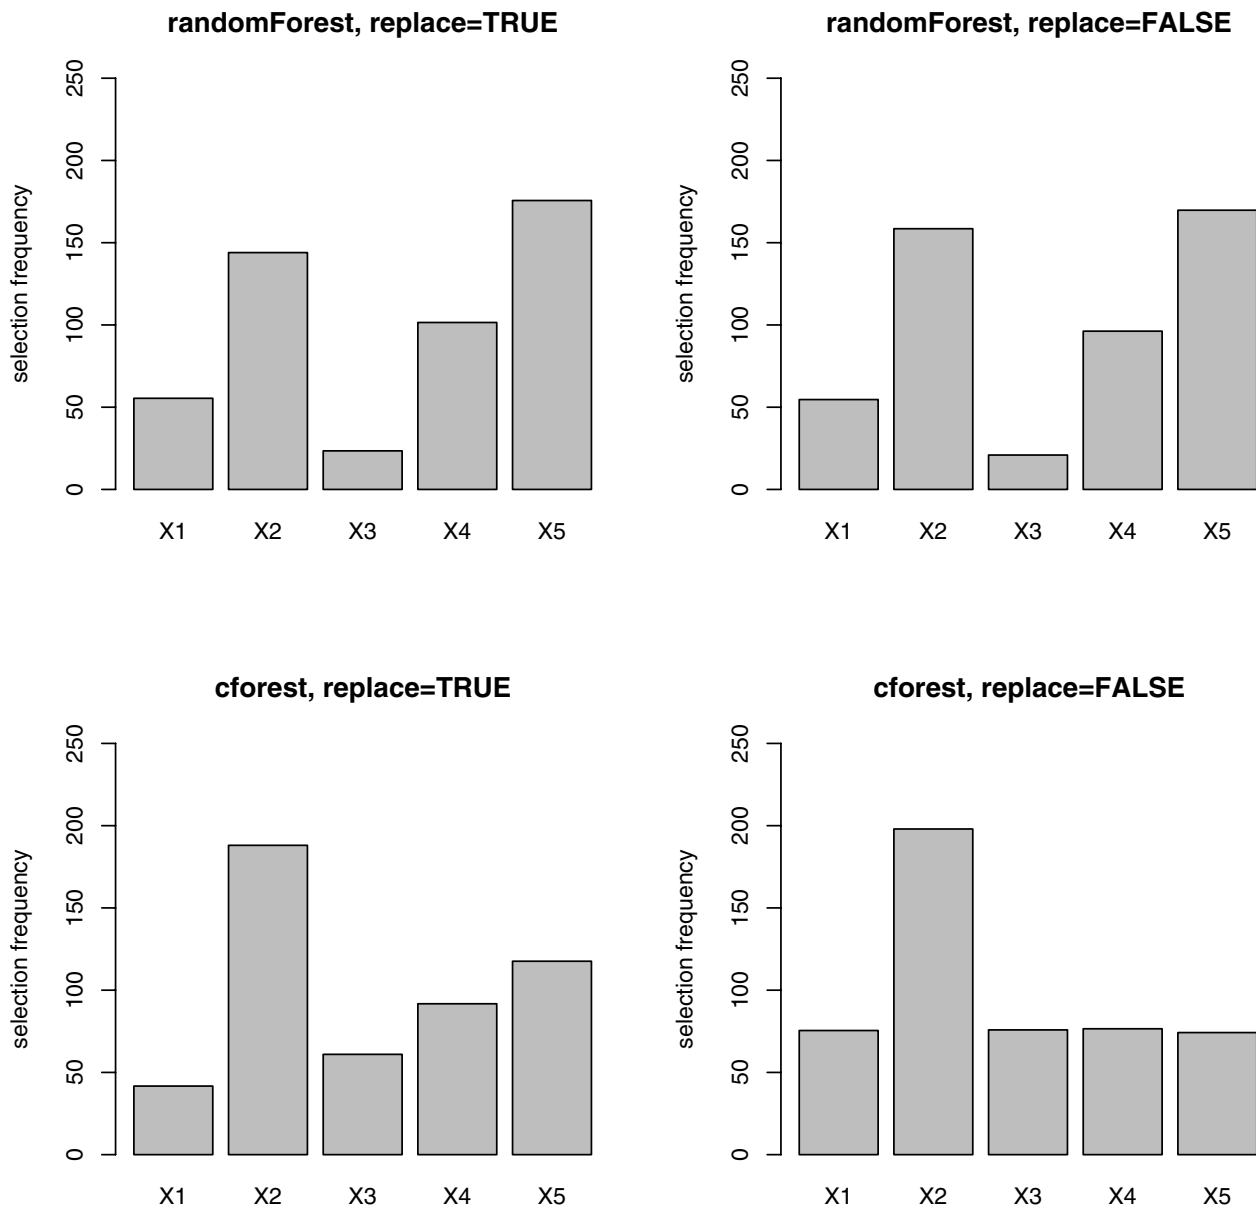 randomForest, replace=TRUE
selection frequency
250
200
150
100
50
0
X1 X2 X3 X4 X5
randomForest, replace=FALSE
selection frequency
250
200
150
100
50
0
X1 X2 X3 X4 X5
cforest, replace=TRUE
selection frequency
250
200
150
100
50
0
X1 X2 X3 X4 X5
cforest, replace=FALSE
selection frequency
250
200
150
100
50
0
X1 X2 X3 X4 X5